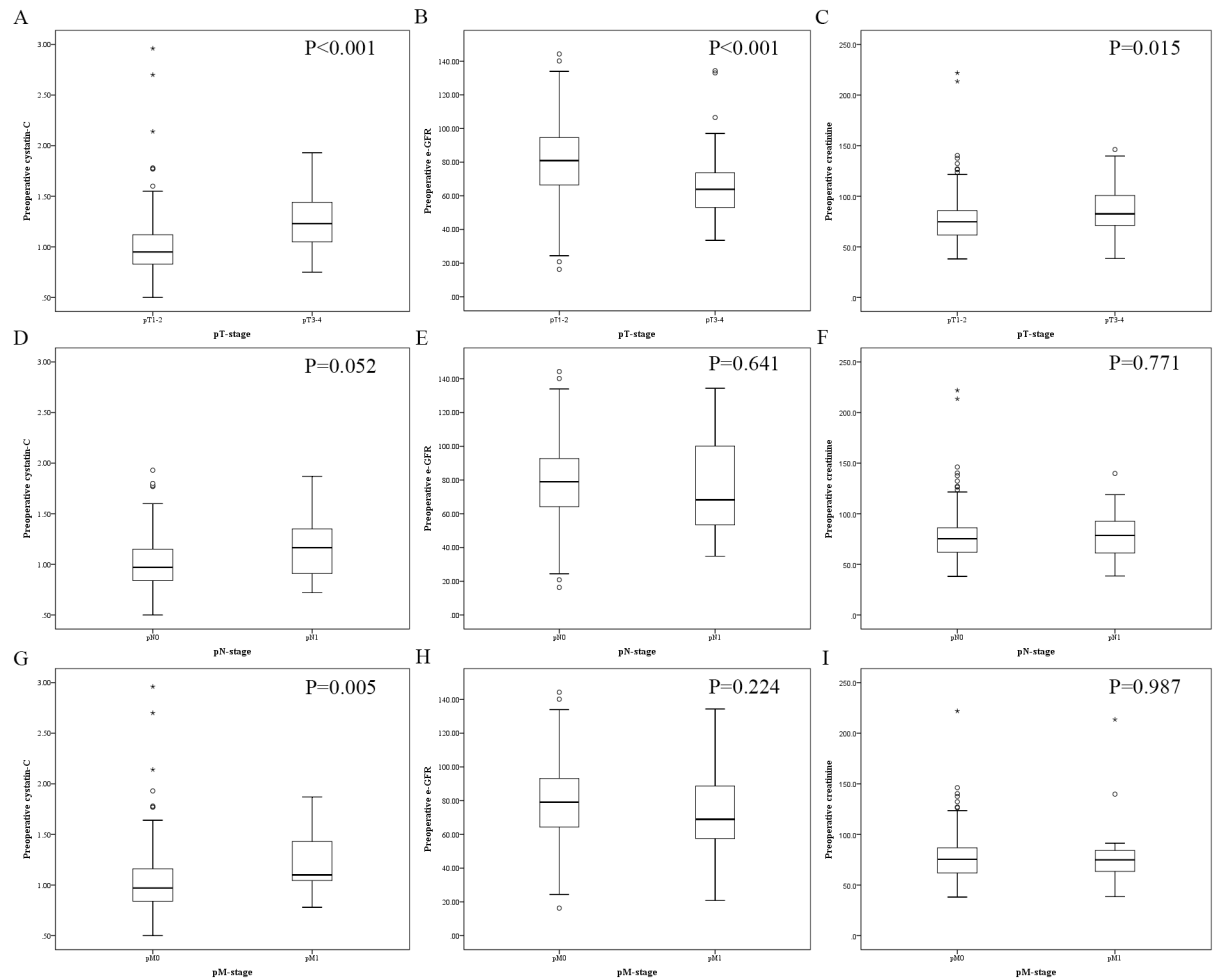 A
P<0.001
3.00
2.50
2.00
1.50
1.00
.50
Preoperative cystatin-C
pT1-2
pT3-4
pT-stage
B
P<0.001
140.00
120.00
100.00
80.00
60.00
40.00
20.00
.00
Preoperative e-GFR
pT1-2
pT3-4
pT-stage
C
P=0.015
250.0
200.0
150.0
100.0
50.0
.0
Preoperative creatinine
pT1-2
pT3-4
pT-stage
D
P=0.052
3.00
2.50
2.00
1.50
1.00
.50
Preoperative cystatin-C
pN0
pN1
pN-stage
E
P=0.641
140.00
120.00
100.00
80.00
60.00
40.00
20.00
.00
Preoperative e-GFR
pN0
pN1
pN-stage
F
P=0.771
250.0
200.0
150.0
100.0
50.0
.0
Preoperative creatinine
pN0
pN1
pN-stage
G
P=0.005
3.00
2.50
2.00
1.50
1.00
.50
Preoperative cystatin-C
pM0
pM1
pM-stage
H
P=0.224
140.00
120.00
100.00
80.00
60.00
40.00
20.00
.00
Preoperative e-GFR
pM0
pM1
pM-stage
I
P=0.987
250.0
200.0
150.0
100.0
50.0
.0
Preoperative creatinine
pM0
pM1
pM-stage